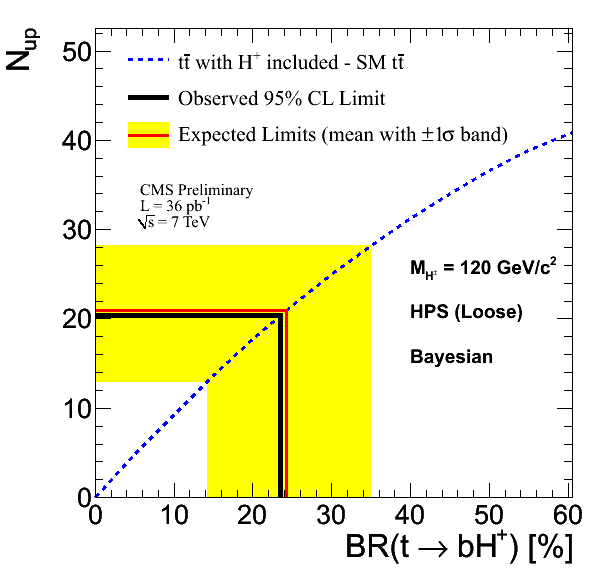 N_up
50
40
30
20
10
0
tt̄ with H⁺ included - SM tt̄
Observed 95% CL Limit
Expected Limits (mean with ±1σ band)
CMS Preliminary
L = 36 pb⁻¹
√s = 7 TeV
M_H± = 120 GeV/c²
HPS (Loose)
Bayesian
0 10 20 30 40 50 60
BR(t → bH⁺) [%]